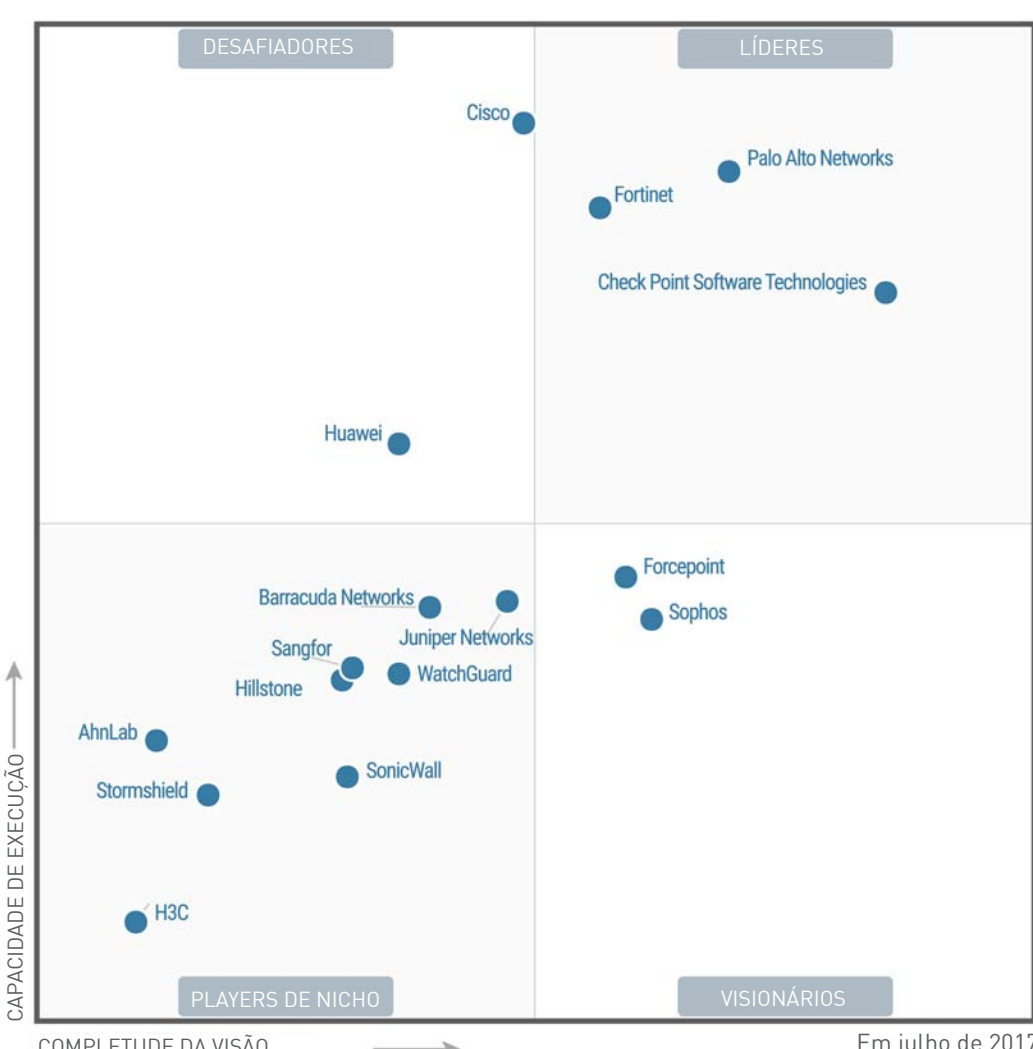 DESAFIADORES
LÍDERES
Cisco
Palo Alto Networks
Fortinet
Check Point Software Technologies
Huawei
Forcepoint
Barracuda Networks
Sophos
Juniper Networks
Sangfor
WatchGuard
Hillstone
AhnLab
SonicWall
Stormshield
H3C
PLAYERS DE NICHO
VISIONÁRIOS
CAPACIDADE DE EXECUÇÃO
COMPLETUDE DA VISÃO
Em julho de 2017